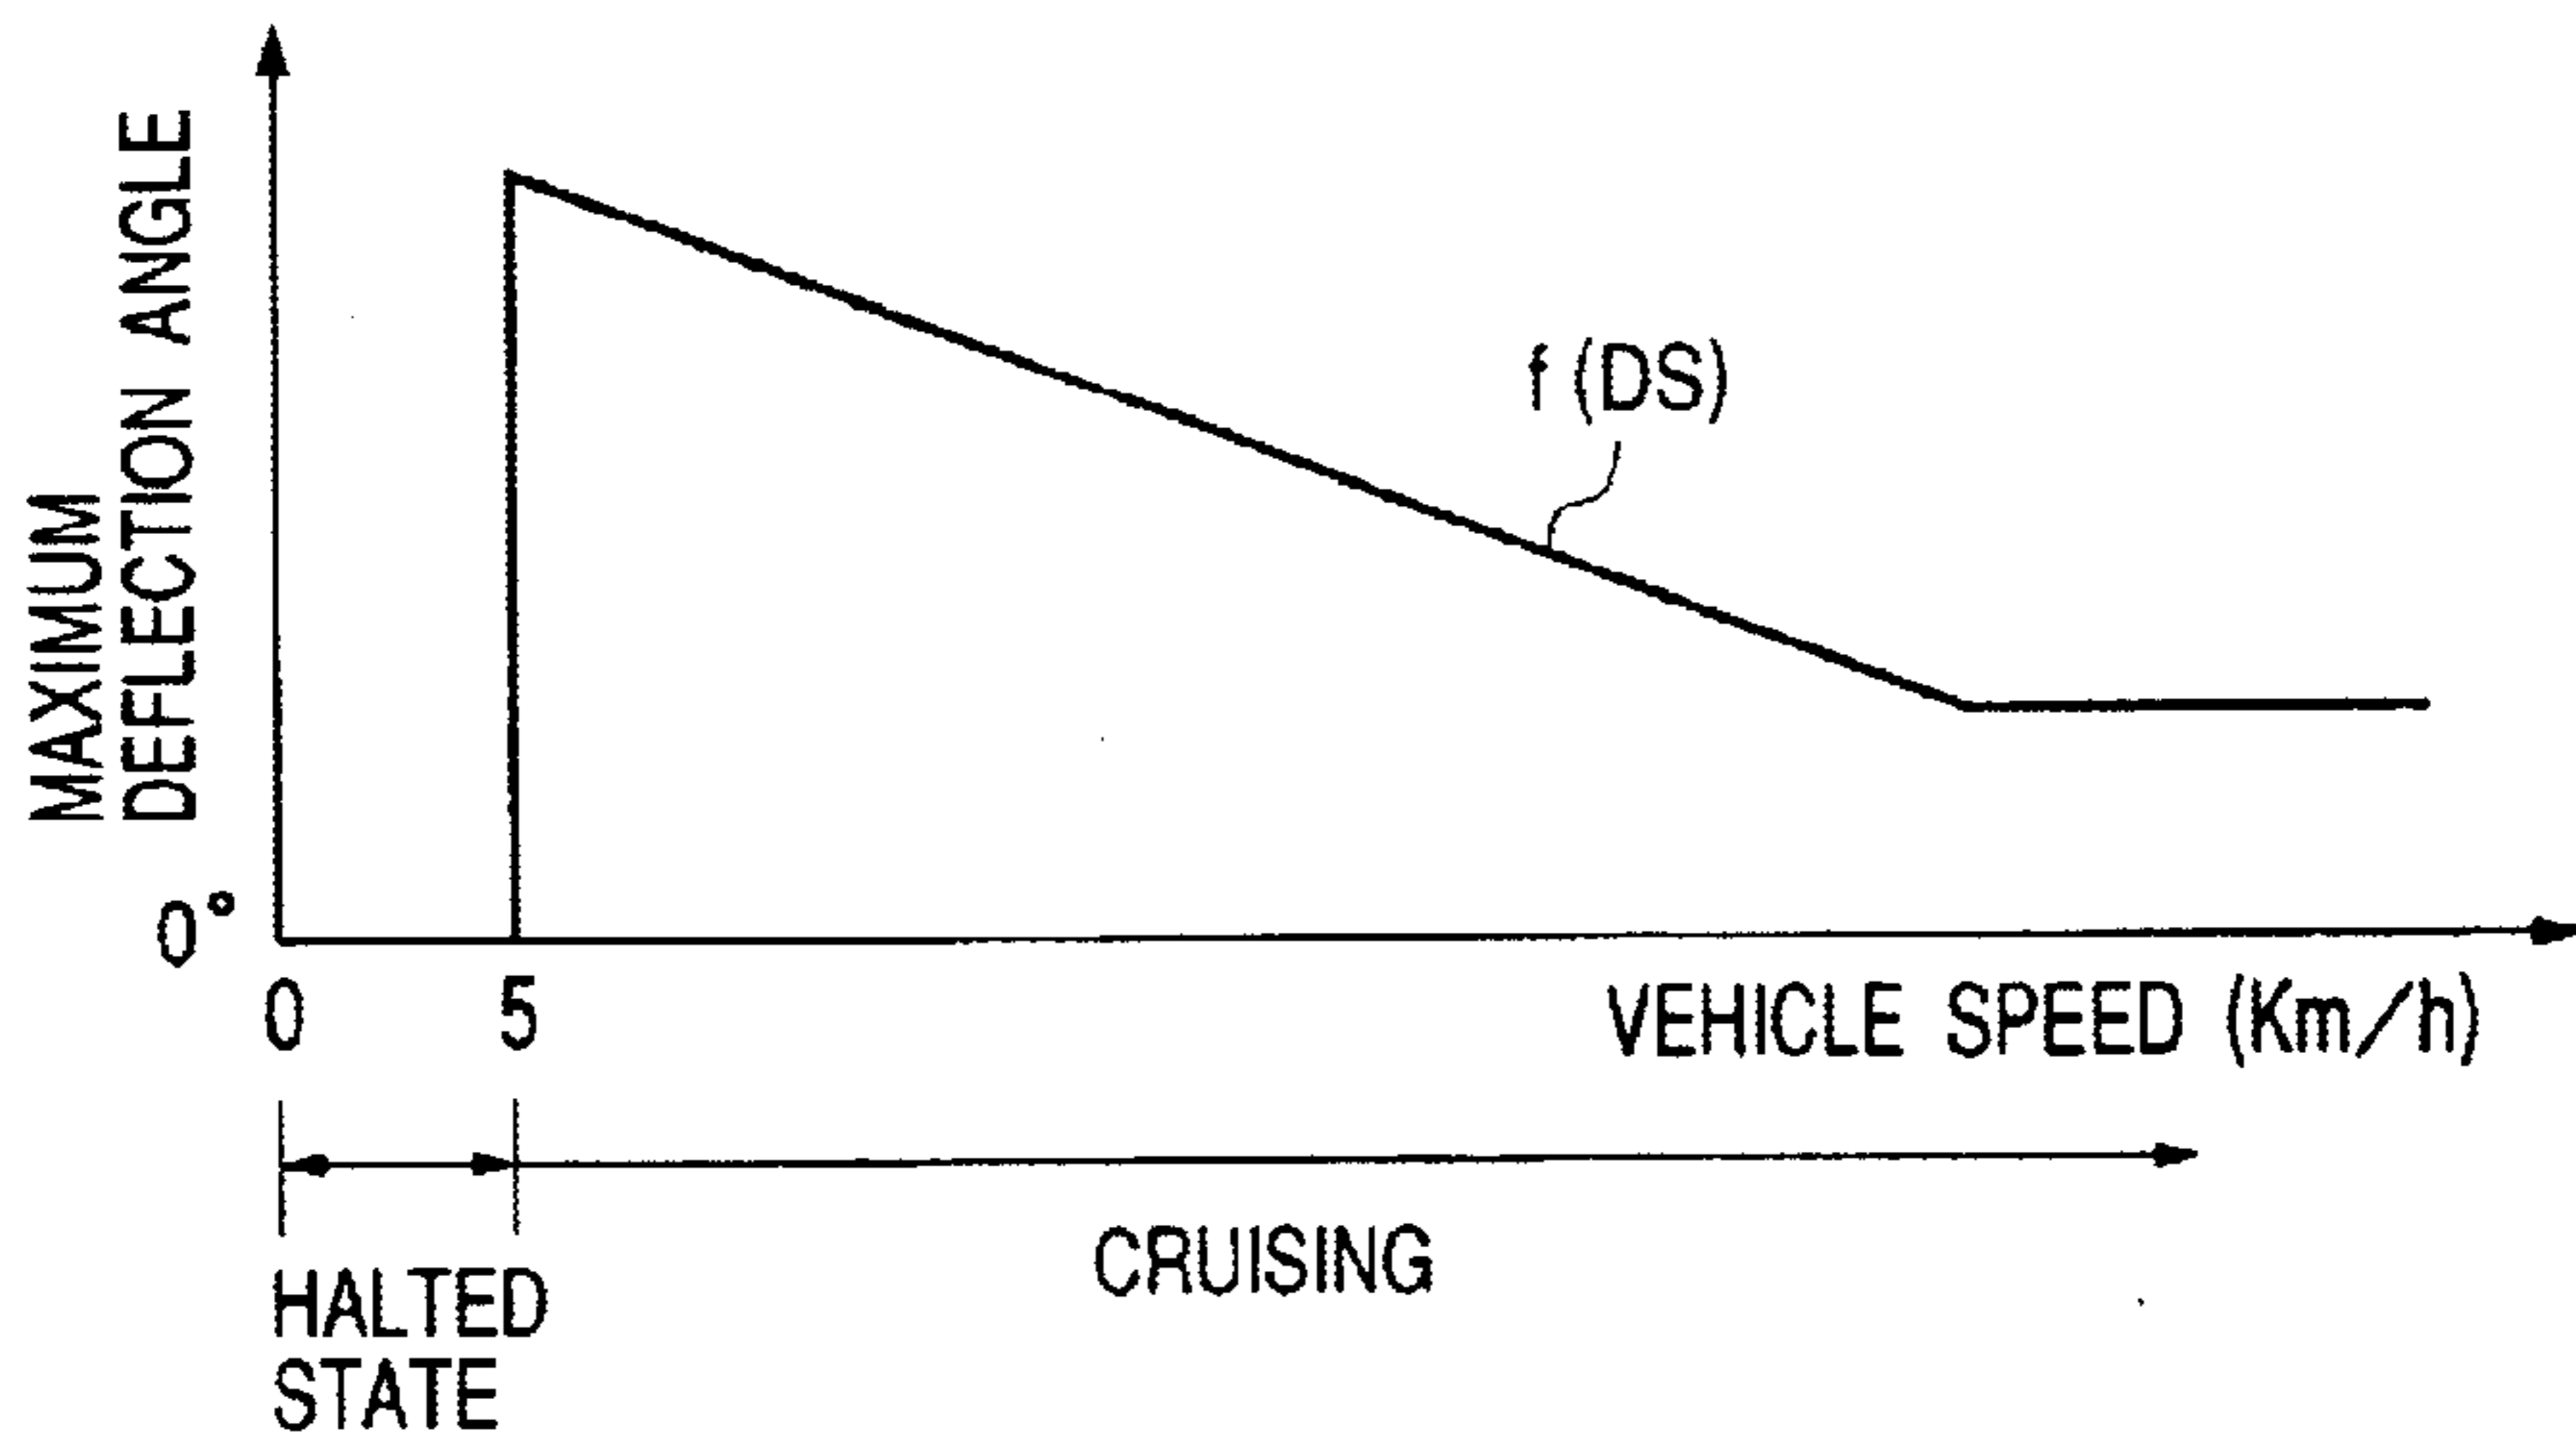 MAXIMUM
DEFLECTION ANGLE
f (DS)
0°
0
5
VEHICLE SPEED (Km/h)
CRUISING
HALTED
STATE